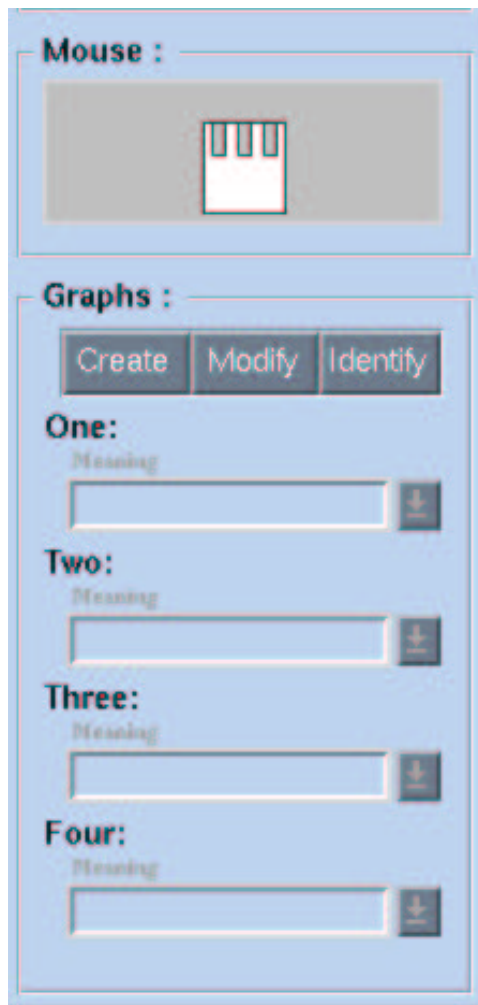 Mouse :
Graphs :
Create Modify Identify
One:
Meaning
Two:
Meaning
Three:
Meaning
Four:
Meaning